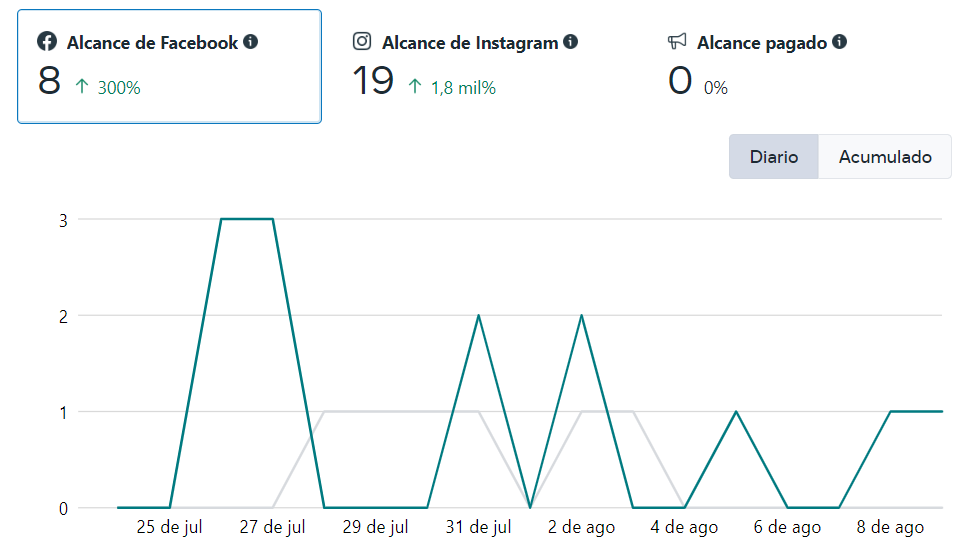 Alcance de Facebook
8 ↑ 300%
Alcance de Instagram
19 ↑ 1,8 mil%
Alcance pagado
0 0%
Diario Acumulado
3
2
1
0
25 de jul 27 de jul 29 de jul 31 de jul 2 de ago 4 de ago 6 de ago 8 de ago